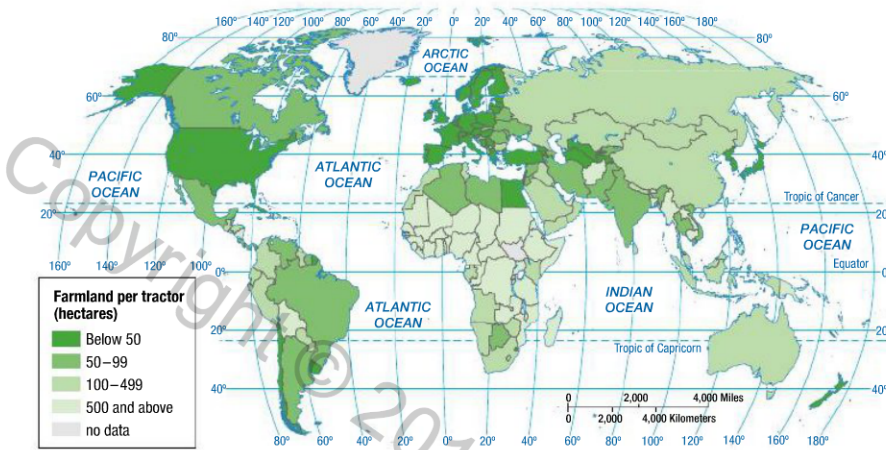 160° 140° 120° 100° 80° 60° 40° 20° 0° 20° 40° 60° 80° 100° 120° 140° 160°
80° 80°
ARCTIC
OCEAN
60° 60°
40° 40°
PACIFIC
OCEAN
ATLANTIC
OCEAN
Tropic of Cancer
20° 20°
PACIFIC
OCEAN
160° 140° 120° 100° 0° Equator 0°
ATLANTIC
OCEAN
INDIAN
OCEAN
20° 20°
Tropic of Capricorn
40° 40°
Farmland per tractor
(hectares)
Below 50
50–99
100–499
500 and above
no data
0 2,000 4,000 Miles
0 2,000 4,000 Kilometers
80° 60° 40° 20° 0° 20° 40° 60° 80° 100° 120° 140° 160° 180°
Copyright © 201